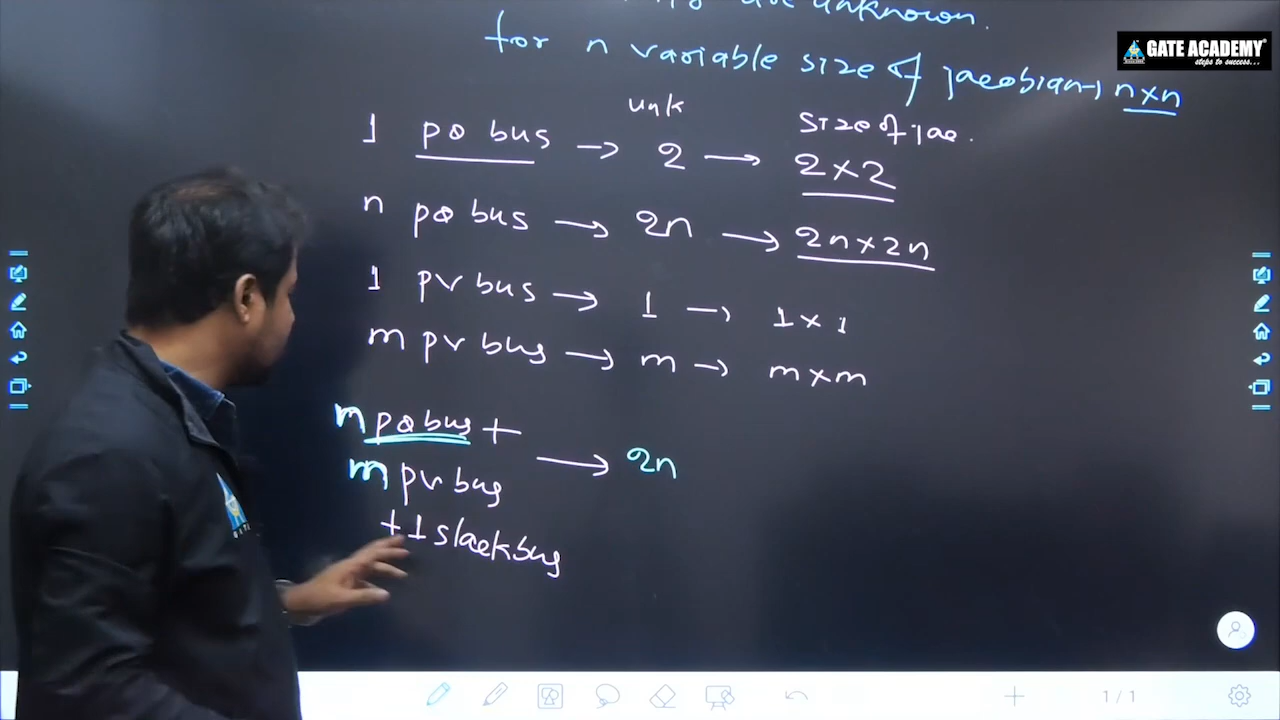 are unknown.
for n variable size of jacobian → n×n
GATE ACADEMY
steps to success...
unk
size of jac.
1 pQ bus → 2 → 2×2
n pQ bus → 2n → 2n×2n
1 pv bus → 1 → 1×1
m pv bus → m → m×m
pQ bus +
→ 2n
m pv bus
+1 slack bus
1/1